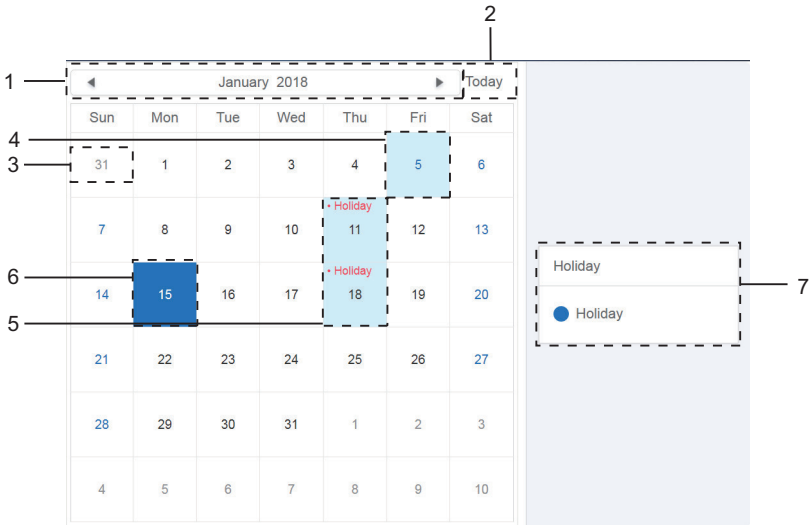 2
1
January 2018
Today
Sun Mon Tue Wed Thu Fri Sat
4
3
31 1 2 3 4 5 6
• Holiday
7 8 9 10 11 12 13
6
• Holiday
14 15 16 17 18 19 20
5
Holiday
Holiday
7
21 22 23 24 25 26 27
28 29 30 31 1 2 3
4 5 6 7 8 9 10